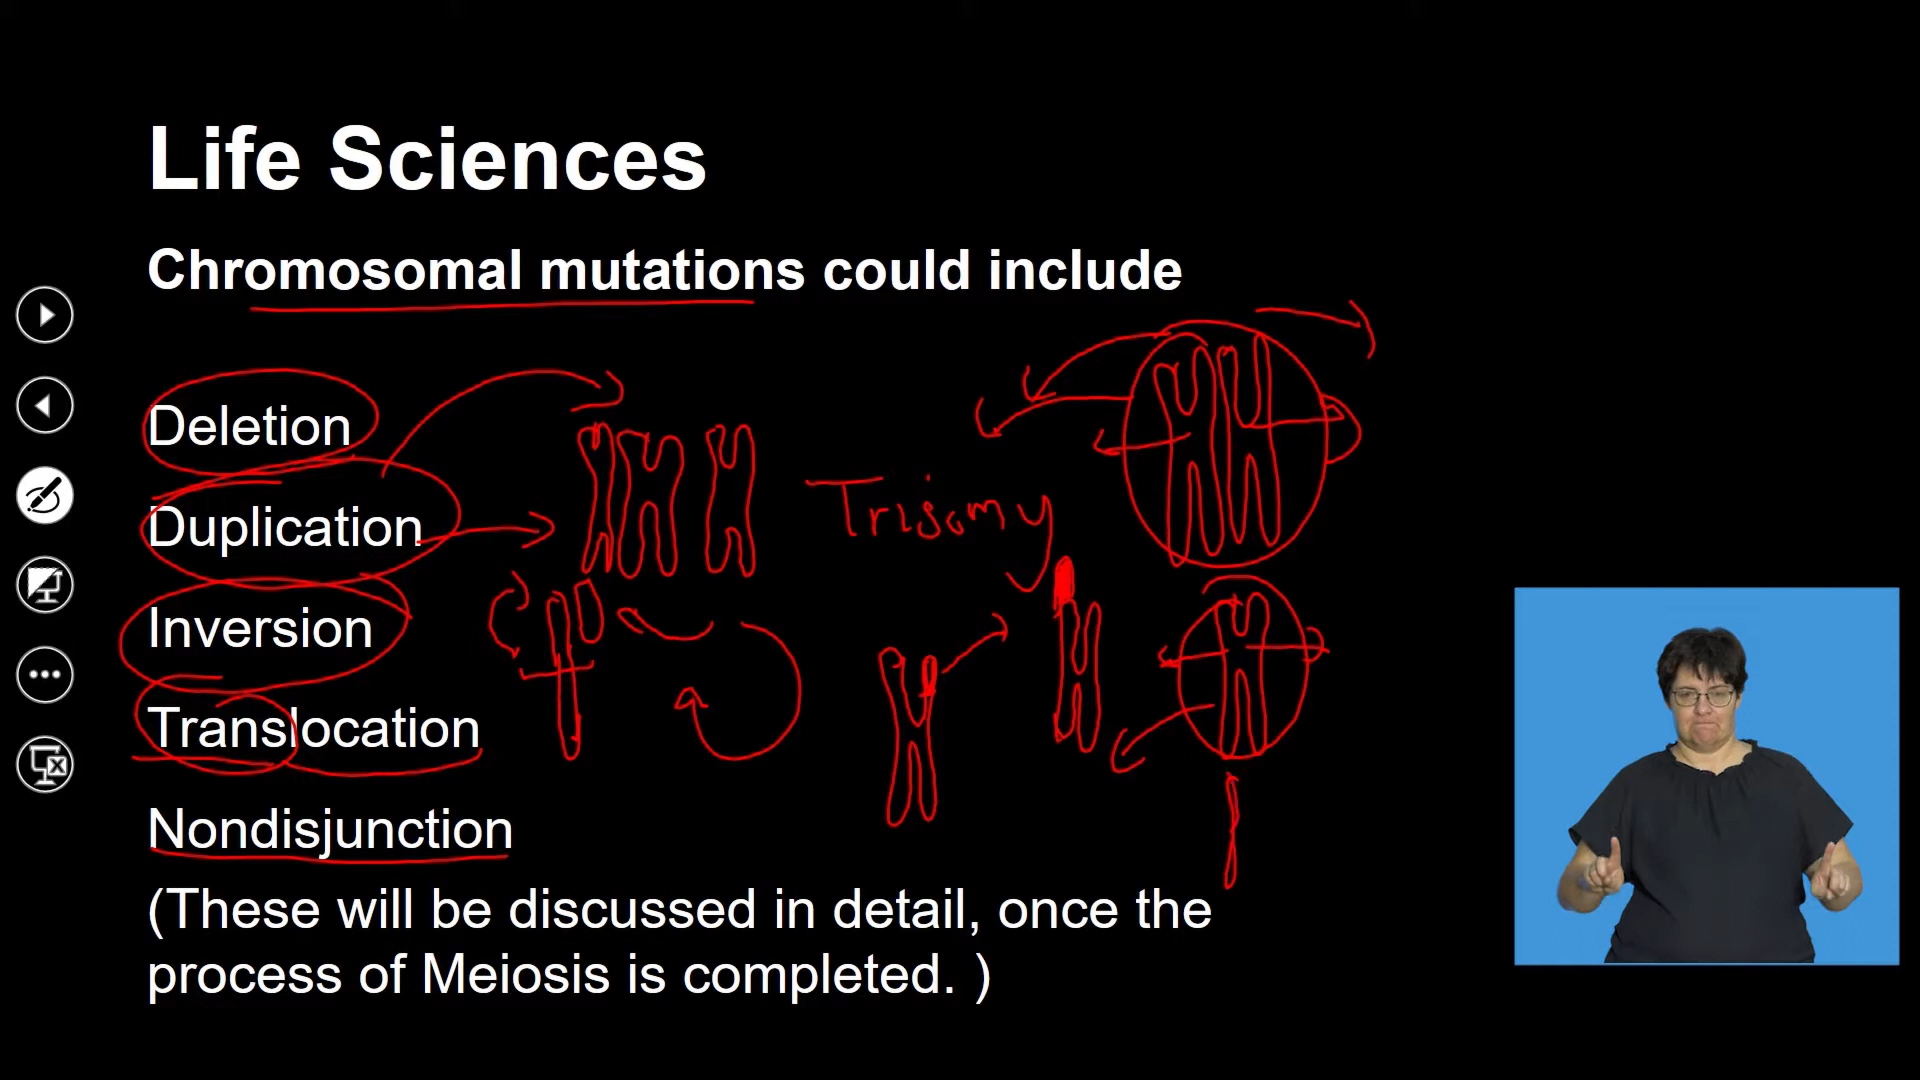 Life Sciences
Chromosomal mutations could include
Deletion
Duplication
Trisomy
Inversion
Translocation
Nondisjunction
(These will be discussed in detail, once the
process of Meiosis is completed. )